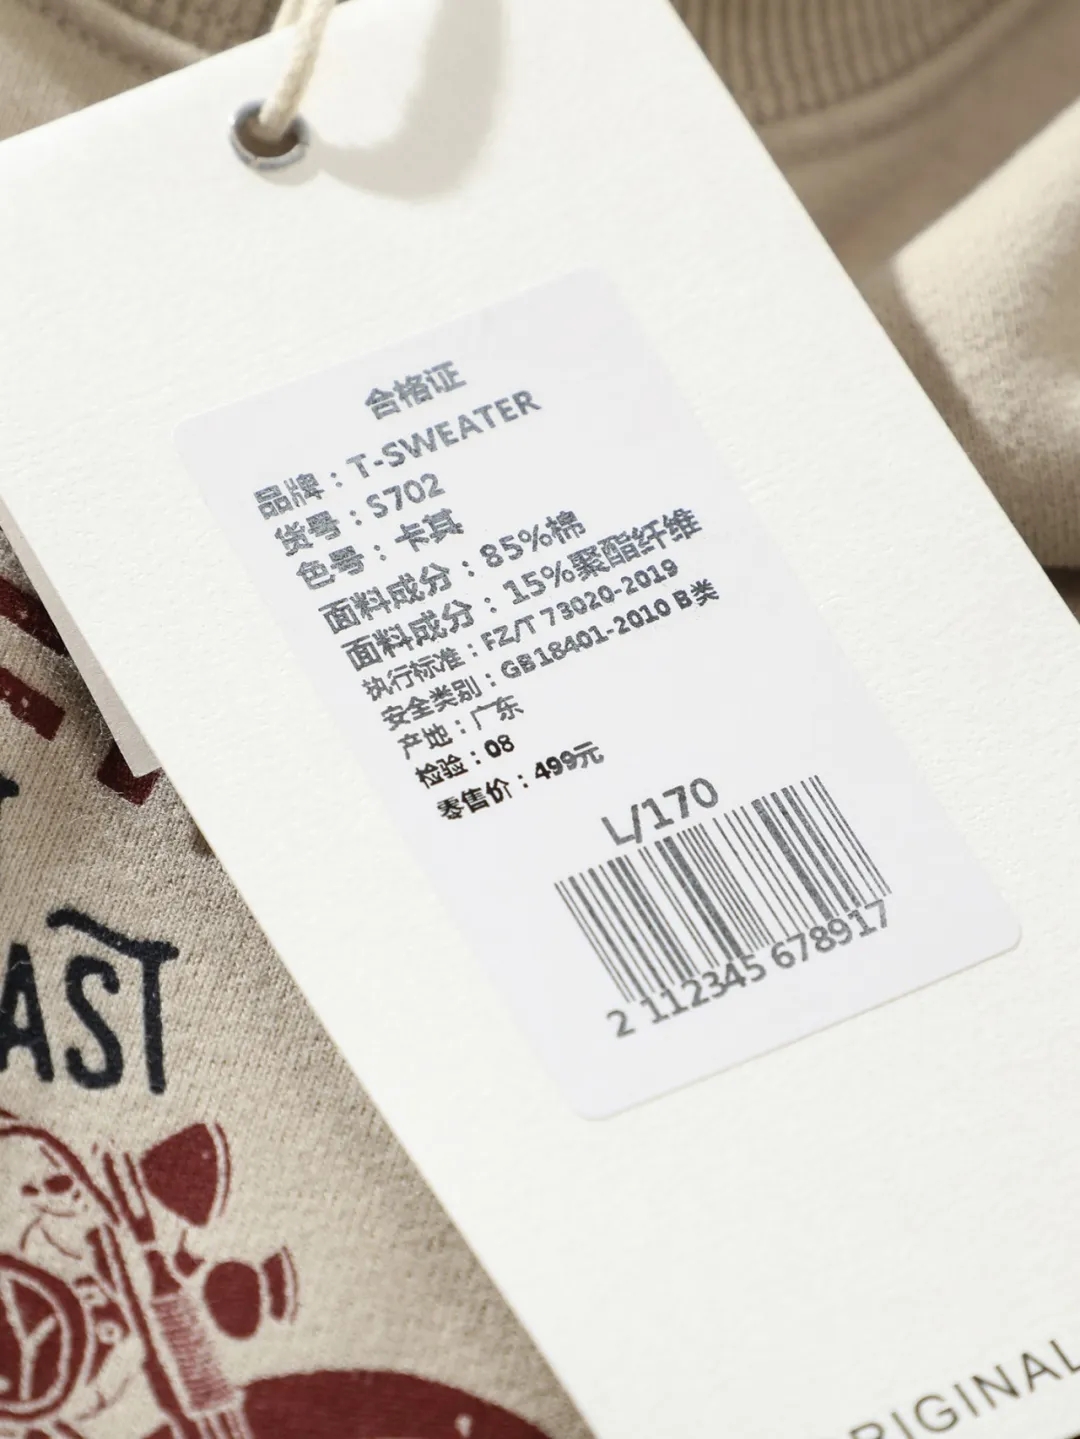 合格证
品牌：T-SWEATER
货号：S702
色号：卡其
面料成分：85%棉
面料成分：15%聚酯纤维
执行标准：FZ/T 73020-2019
安全类别：GB18401-2010 B类
产地：广东
检验：08
零售价：499元
L/170
2 112345 678917
AST
RIGINAL